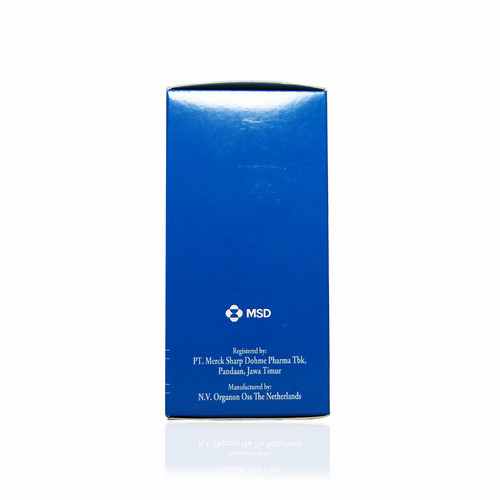 MSD
Registered by:
PT. Merck Sharp Dohme Pharma Tbk,
Pandaan, Jawa Timur
Manufactured by:
N.V. Organon Oss The Netherlands